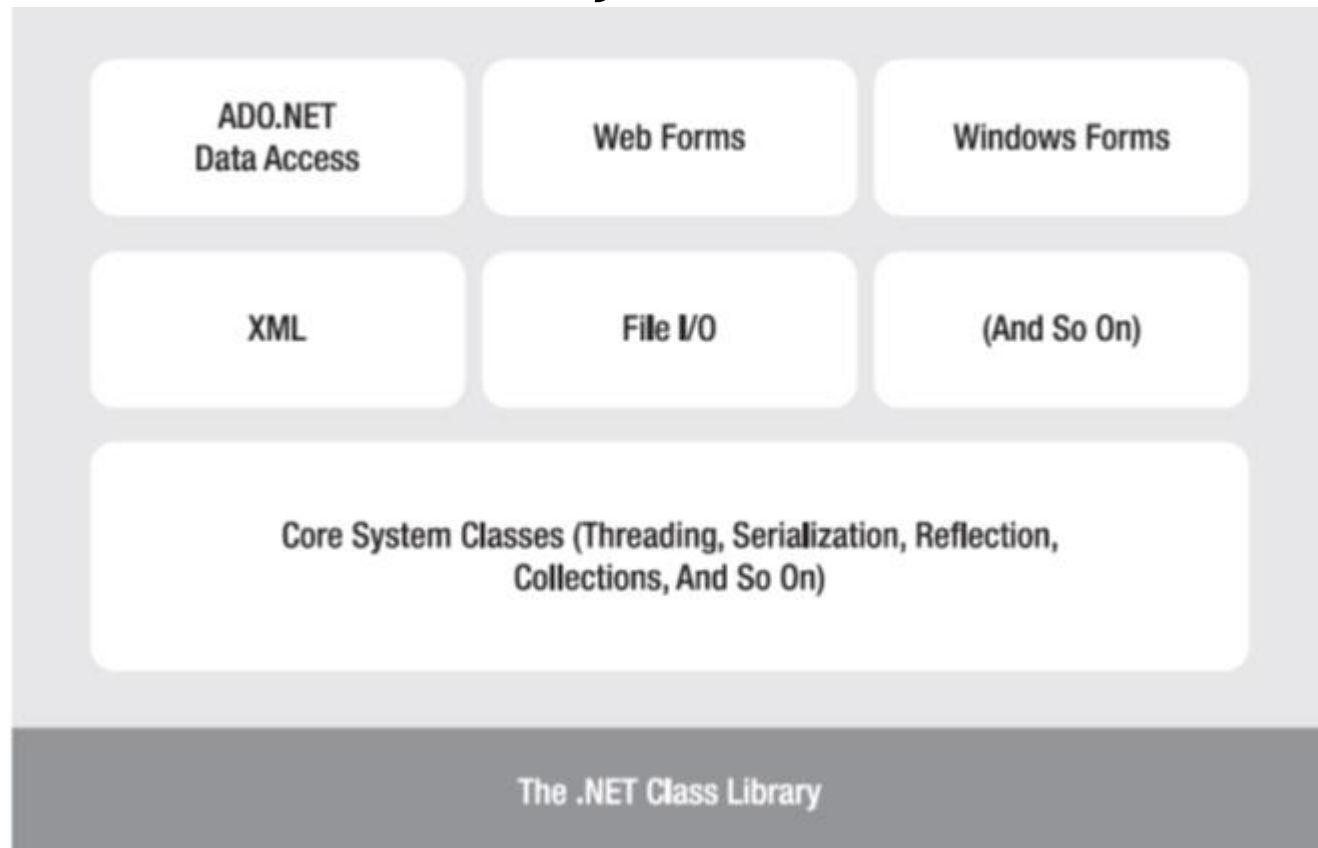 ADO.NET
Data Access
Web Forms
Windows Forms
XML
File I/O
(And So On)
Core System Classes (Threading, Serialization, Reflection,
Collections, And So On)
The .NET Class Library